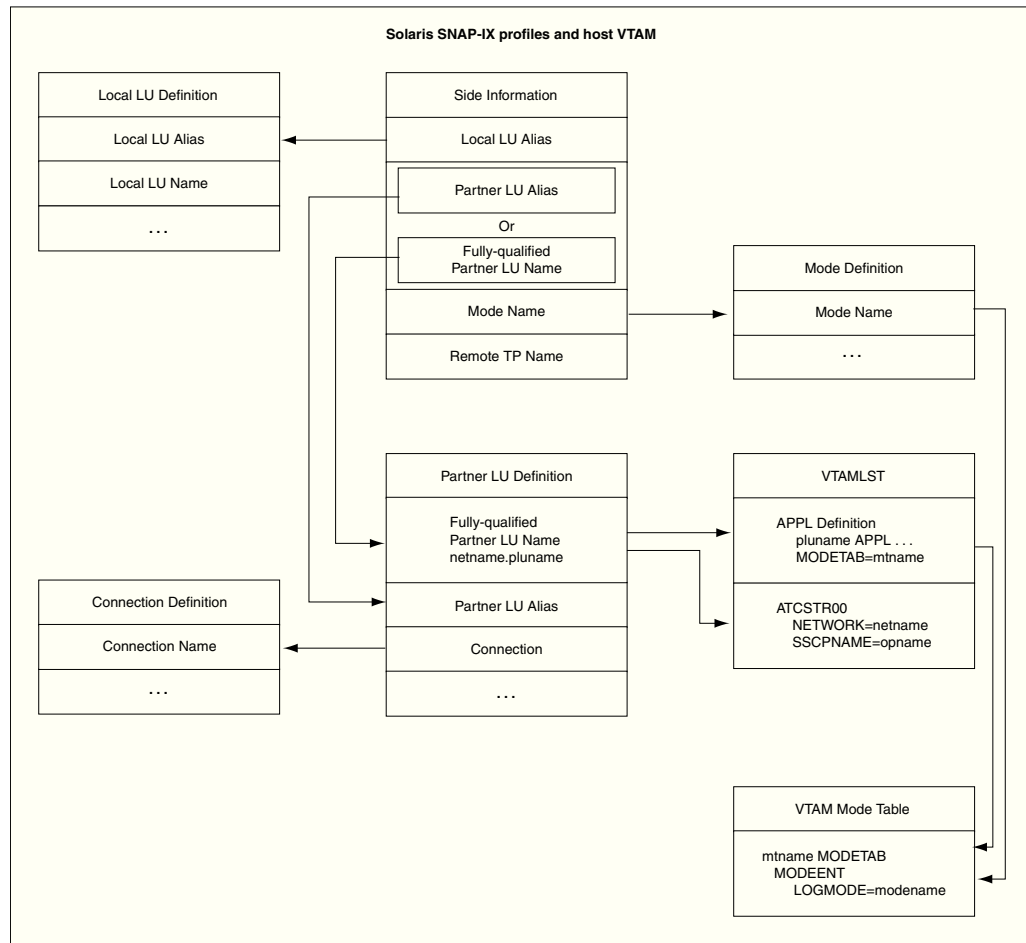 Solaris SNAP-IX profiles and host VTAM
Local LU Definition
Local LU Alias
Local LU Name
...
Side Information
Local LU Alias
Partner LU Alias
Or
Fully-qualified
Partner LU Name
Mode Name
Remote TP Name
Mode Definition
Mode Name
...
Partner LU Definition
Fully-qualified
Partner LU Name
netname.pluname
Partner LU Alias
Connection
...
VTAMLST
APPL Definition
pluname APPL . . .
MODETAB=mtname
ATCSTR00
NETWORK=netname
SSCPNAME=opname
Connection Definition
Connection Name
...
VTAM Mode Table
mtname MODETAB
MODEENT
LOGMODE=modename